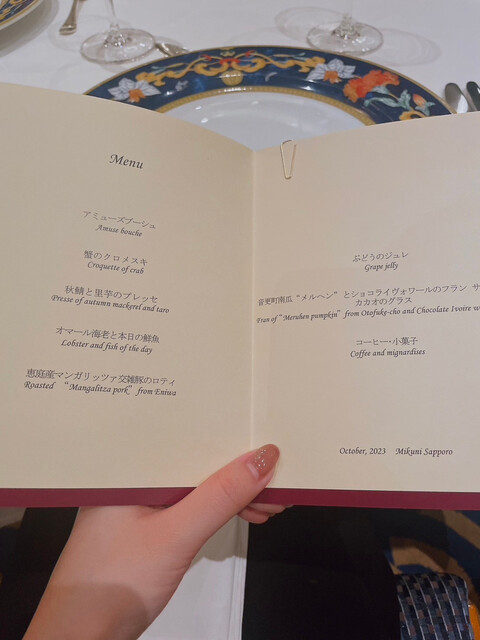 Menu
アミューズブーシュ
Amuse bouche
蟹のクロメスキ
Croquette of crab
秋鯖と里芋のプレッセ
Presse of autumn mackerel and taro
オマール海老と本日の鮮魚
Lobster and fish of the day
恵庭産マンガリッツァ交雑豚のロティ
Roasted “Mangalitza pork” from Eniwa
ぶどうのジュレ
Grape jelly
音更町南瓜“メルヘン”とショコライヴォワールのフラン サ
カカオのグラス
Fran of “Meruhen pumpkin” from Otofuke-cho and Chocolate Ivoire w
コーヒー・小菓子
Coffee and mignardises
October, 2023 Mikuni Sapporo